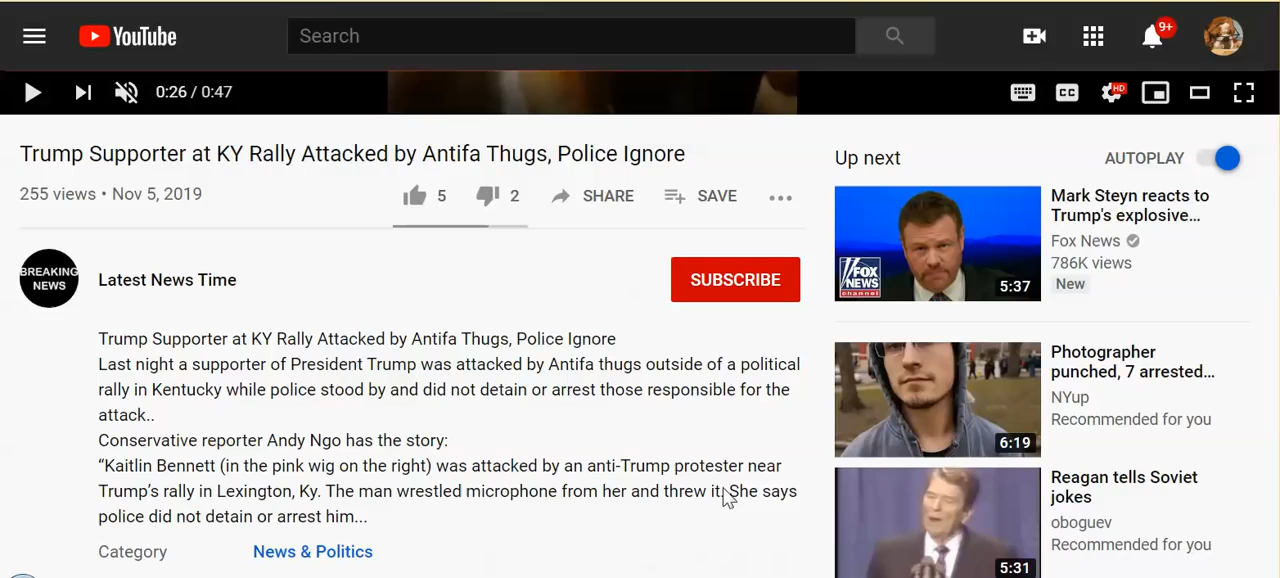 YouTube
Search
9+
0:26 / 0:47
CC
HD
Trump Supporter at KY Rally Attacked by Antifa Thugs, Police Ignore
255 views • Nov 5, 2019
5
2
SHARE
SAVE
BREAKING
NEWS
Latest News Time
SUBSCRIBE
Trump Supporter at KY Rally Attacked by Antifa Thugs, Police Ignore
Last night a supporter of President Trump was attacked by Antifa thugs outside of a political
rally in Kentucky while police stood by and did not detain or arrest those responsible for the
attack..
Conservative reporter Andy Ngo has the story:
“Kaitlin Bennett (in the pink wig on the right) was attacked by an anti-Trump protester near
Trump’s rally in Lexington, Ky. The man wrestled microphone from her and threw it. She says
police did not detain or arrest him...
Category
News & Politics
Up next
AUTOPLAY
FOX
NEWS
channel
5:37
Mark Steyn reacts to
Trump's explosive…
Fox News
786K views
New
6:19
Photographer
punched, 7 arrested…
NYup
Recommended for you
5:31
Reagan tells Soviet
jokes
oboguev
Recommended for you